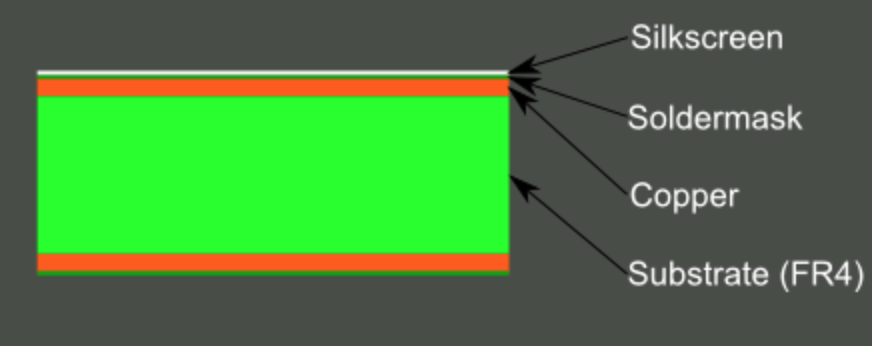 Silkscreen
Soldermask
Copper
Substrate (FR4)